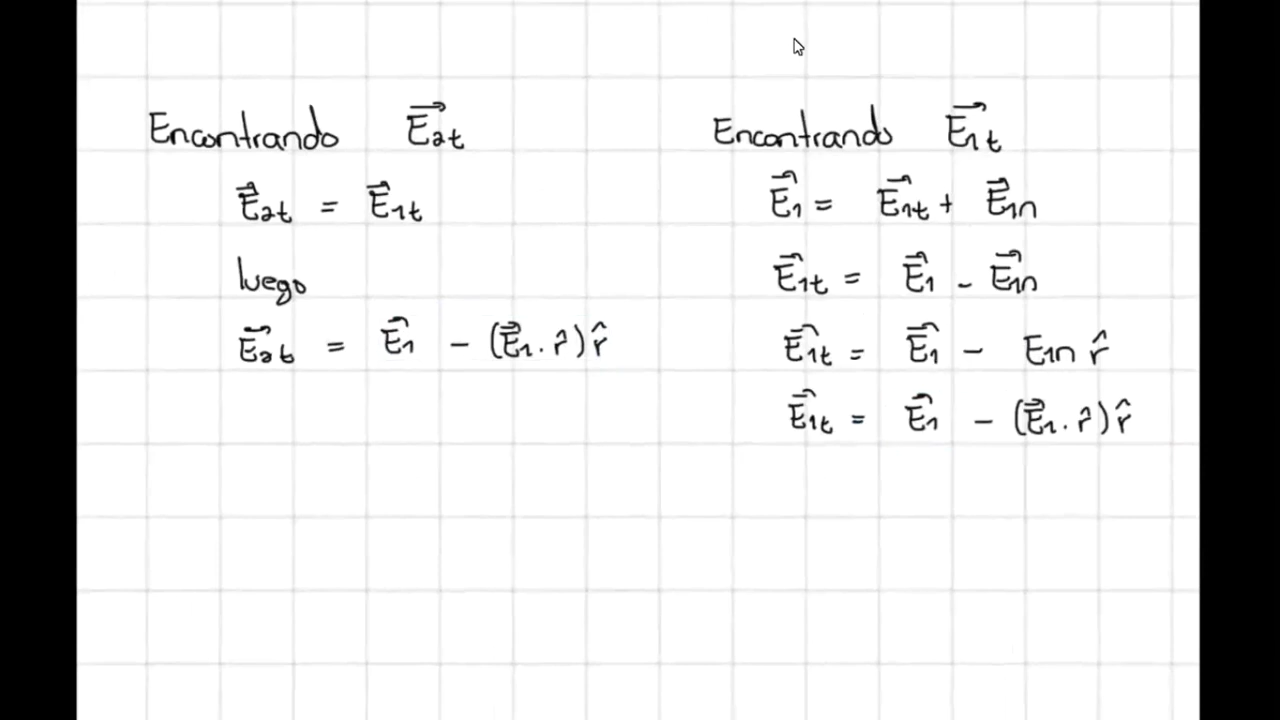 Encontrando E⃗₂t
E⃗₂t = E⃗₁t
luego
E⃗₂t = E⃗₁ - (E⃗₁ · r̂) r̂
Encontrando E⃗₁t
E⃗₁ = E⃗₁t + E⃗₁n
E⃗₁t = E⃗₁ - E⃗₁n
E⃗₁t = E⃗₁ - E₁n r̂
E⃗₁t = E⃗₁ - (E⃗₁ · r̂) r̂